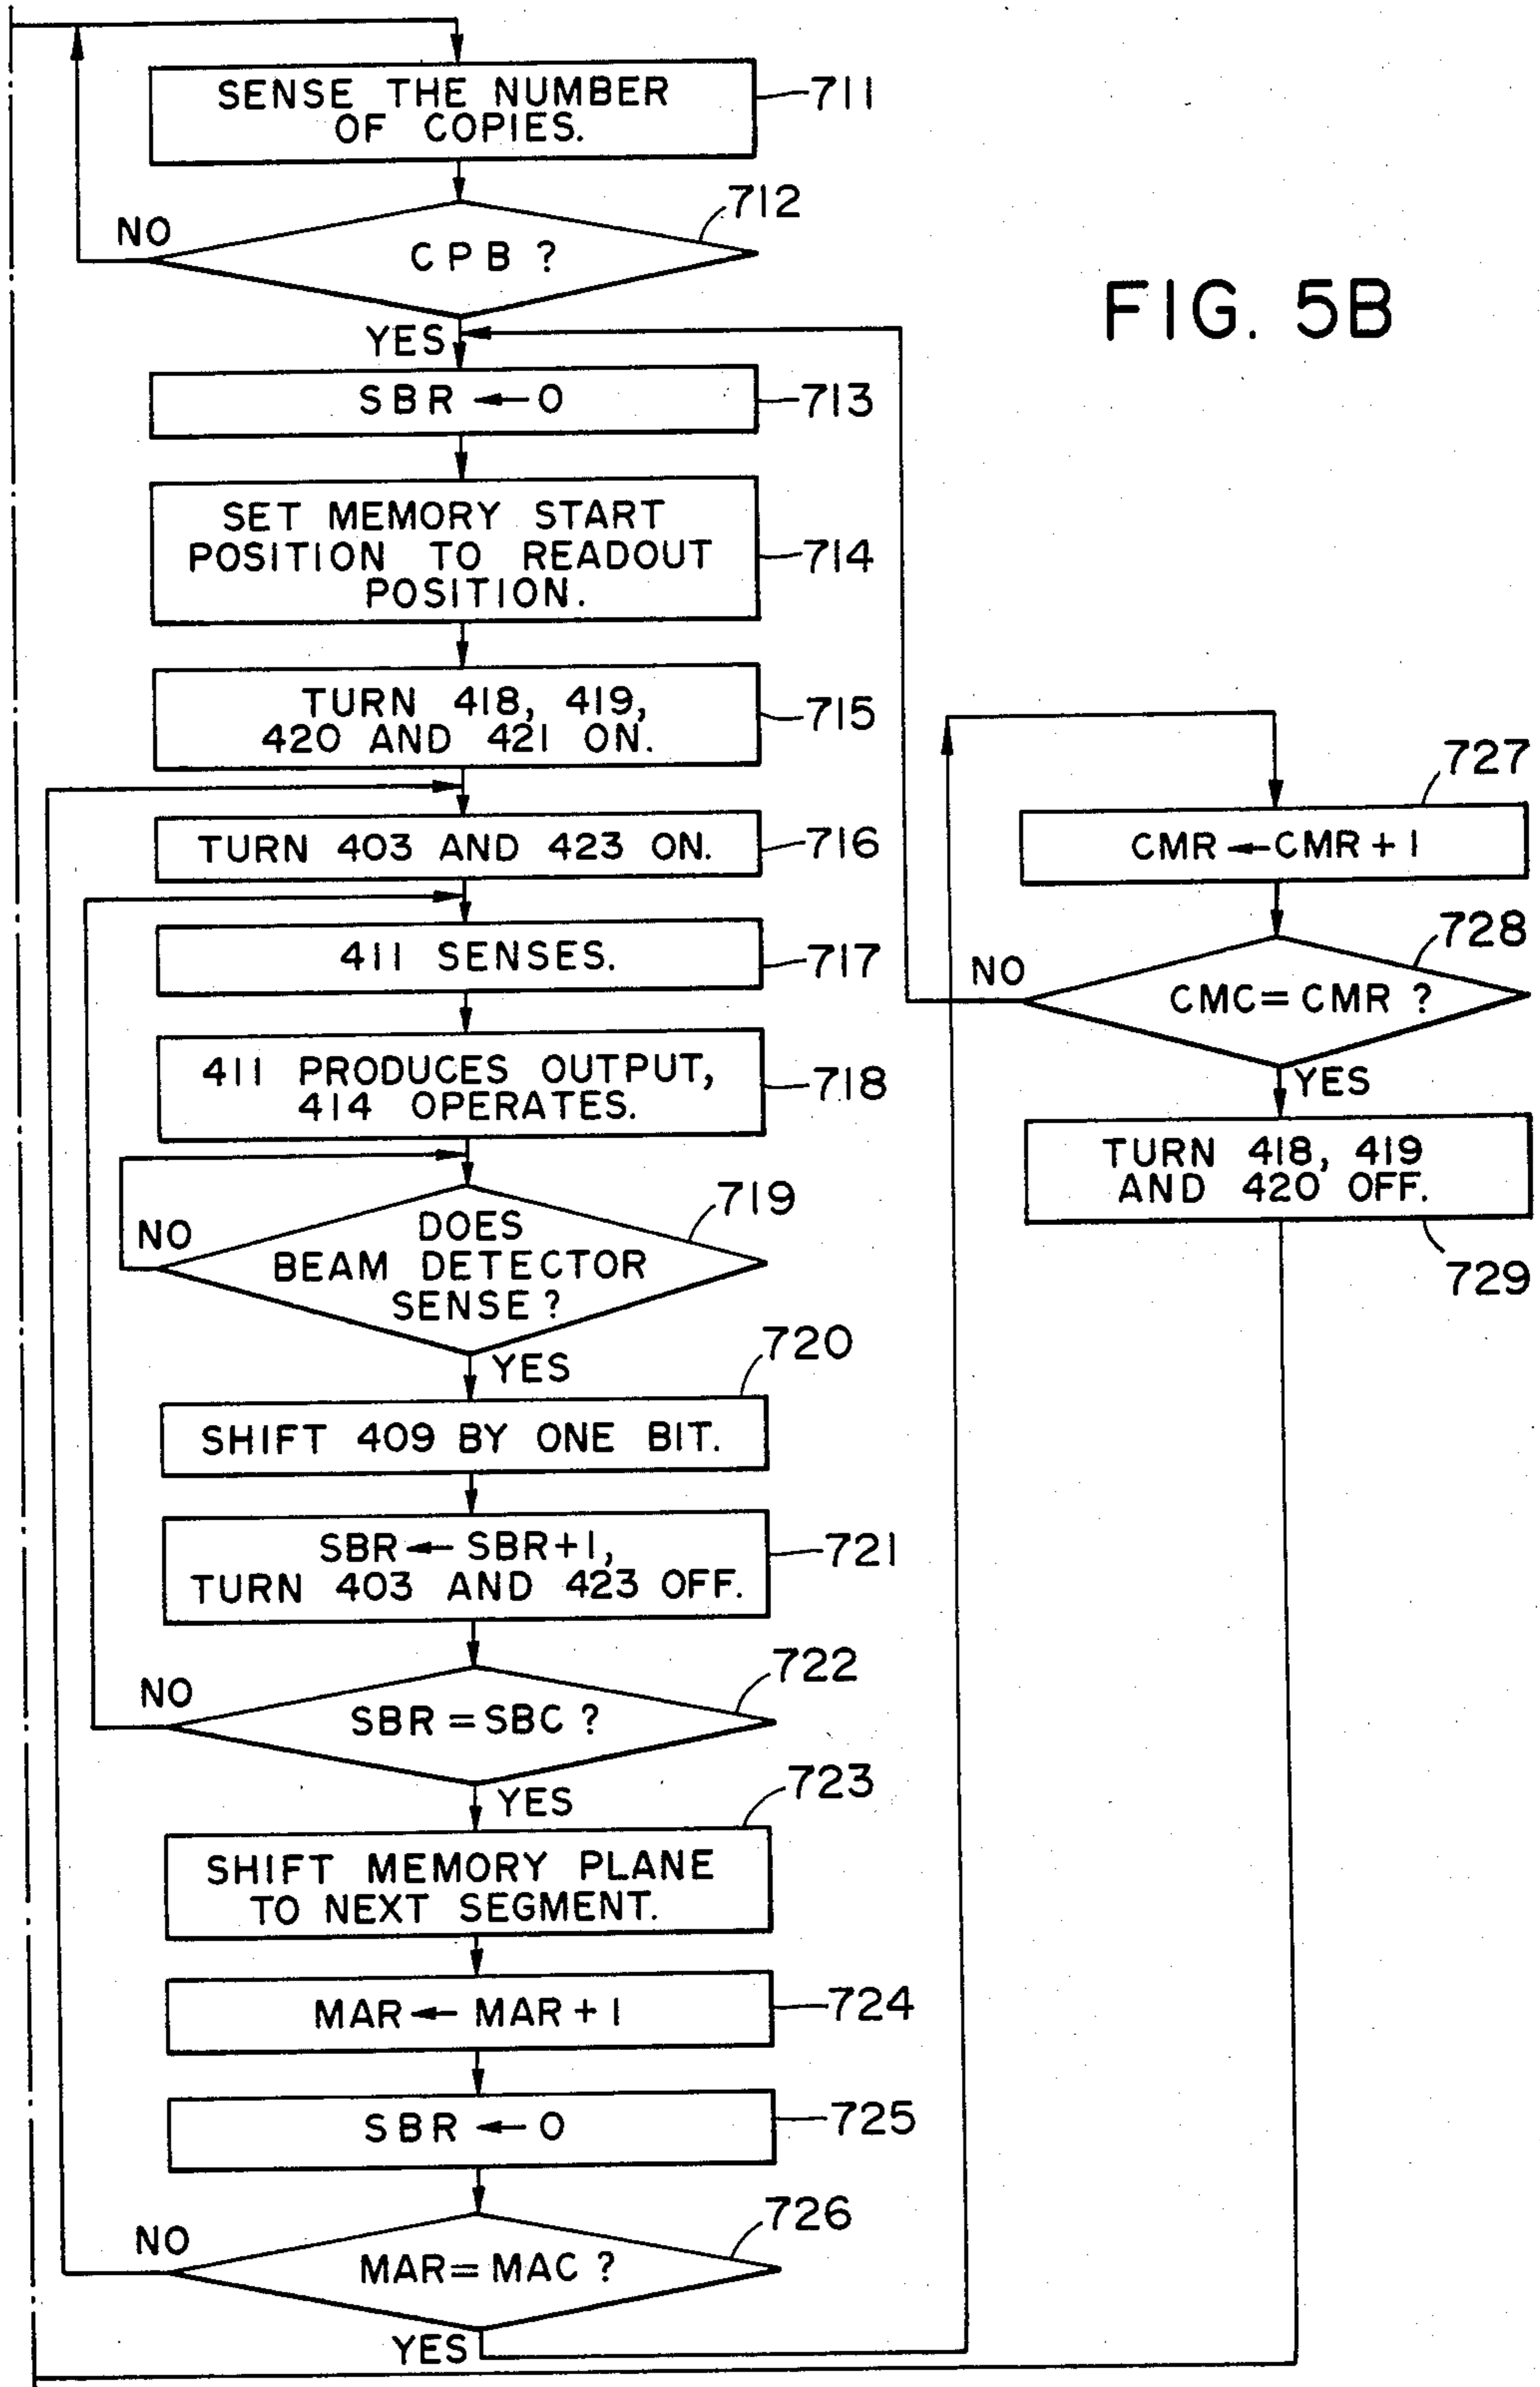 SENSE THE NUMBER
OF COPIES.
711
712
NO
CPB ?
FIG. 5B
YES
SBR ← 0
713
SET MEMORY START
POSITION TO READOUT
POSITION.
714
TURN 418, 419,
420 AND 421 ON.
715
TURN 403 AND 423 ON.
716
411 SENSES.
717
411 PRODUCES OUTPUT,
414 OPERATES.
718
719
NO
DOES
BEAM DETECTOR
SENSE ?
720
YES
SHIFT 409 BY ONE BIT.
SBR ← SBR+1,
TURN 403 AND 423 OFF.
721
722
NO
SBR = SBC ?
723
YES
SHIFT MEMORY PLANE
TO NEXT SEGMENT.
MAR ← MAR + 1
724
SBR ← 0
725
726
NO
MAR = MAC ?
YES
727
CMR ← CMR + 1
728
NO
CMC = CMR ?
YES
TURN 418, 419
AND 420 OFF.
729